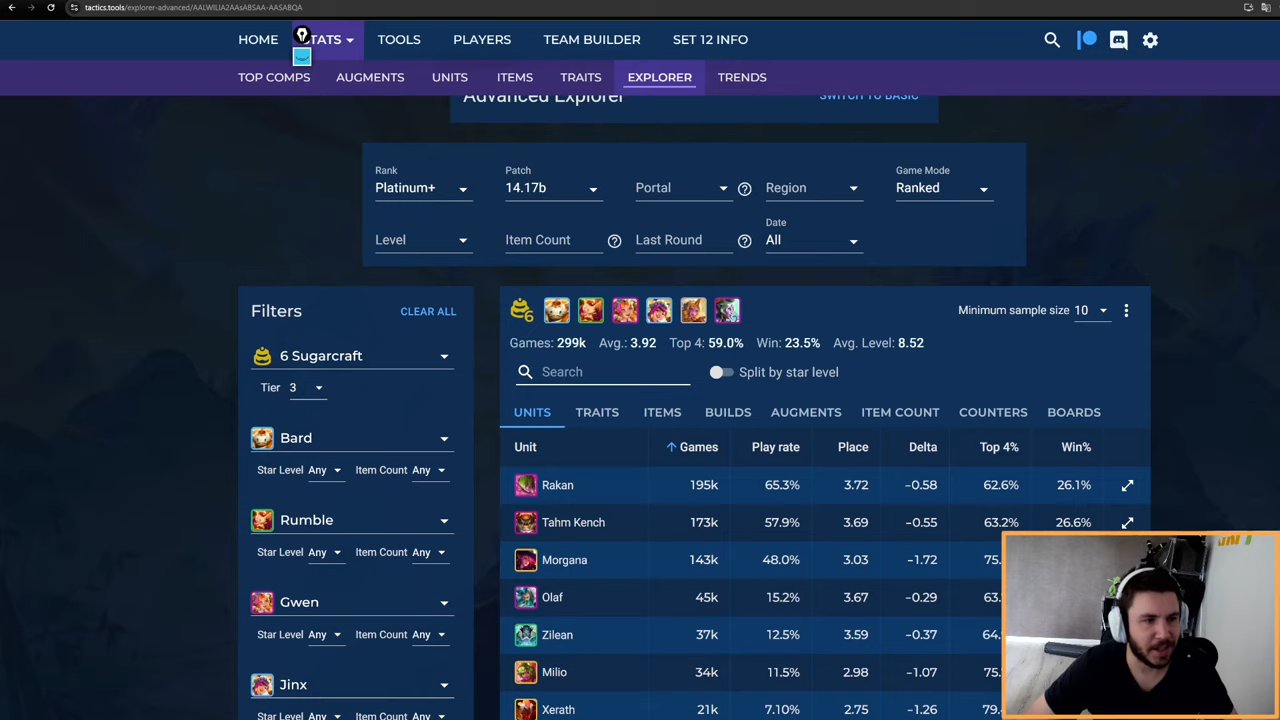 tactics.tools/explorer-advanced/AALWILIA2AAsABSAA-AASABQA
HOME TATS TOOLS PLAYERS TEAM BUILDER SET 12 INFO
TOP COMPS AUGMENTS UNITS ITEMS TRAITS EXPLORER TRENDS
Advanced Explorer SWITCH TO BASIC
Rank Patch Game Mode
Platinum+ 14.17b Portal Region Ranked
Date
Level Item Count Last Round All
Filters CLEAR ALL
6
Minimum sample size 10
Games: 299k Avg.: 3.92 Top 4: 59.0% Win: 23.5% Avg. Level: 8.52
6 Sugarcraft
Search Split by star level
Tier 3
UNITS TRAITS ITEMS BUILDS AUGMENTS ITEM COUNT COUNTERS BOARDS
Bard
Star Level Any Item Count Any
Rumble
Star Level Any Item Count Any
Gwen
Star Level Any Item Count Any
Jinx
Star Level Any Item Count Any
Unit Games Play rate Place Delta Top 4% Win%
Rakan 195k 65.3% 3.72 −0.58 62.6% 26.1%
Tahm Kench 173k 57.9% 3.69 −0.55 63.2% 26.6%
Morgana 143k 48.0% 3.03 −1.72
Olaf 45k 15.2% 3.67 −0.29
Zilean 37k 12.5% 3.59 −0.37
Milio 34k 11.5% 2.98 −1.07
Xerath 21k 7.10% 2.75 −1.26